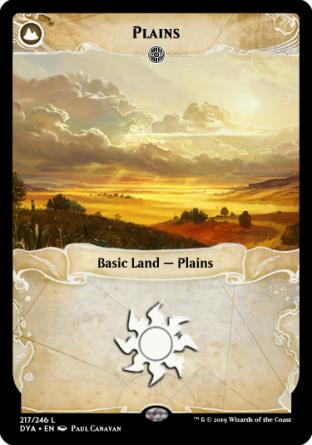 Plains
Basic Land — Plains
217/246 L
DYA • EN Paul Canavan
™ & © 2019 Wizards of the Coast